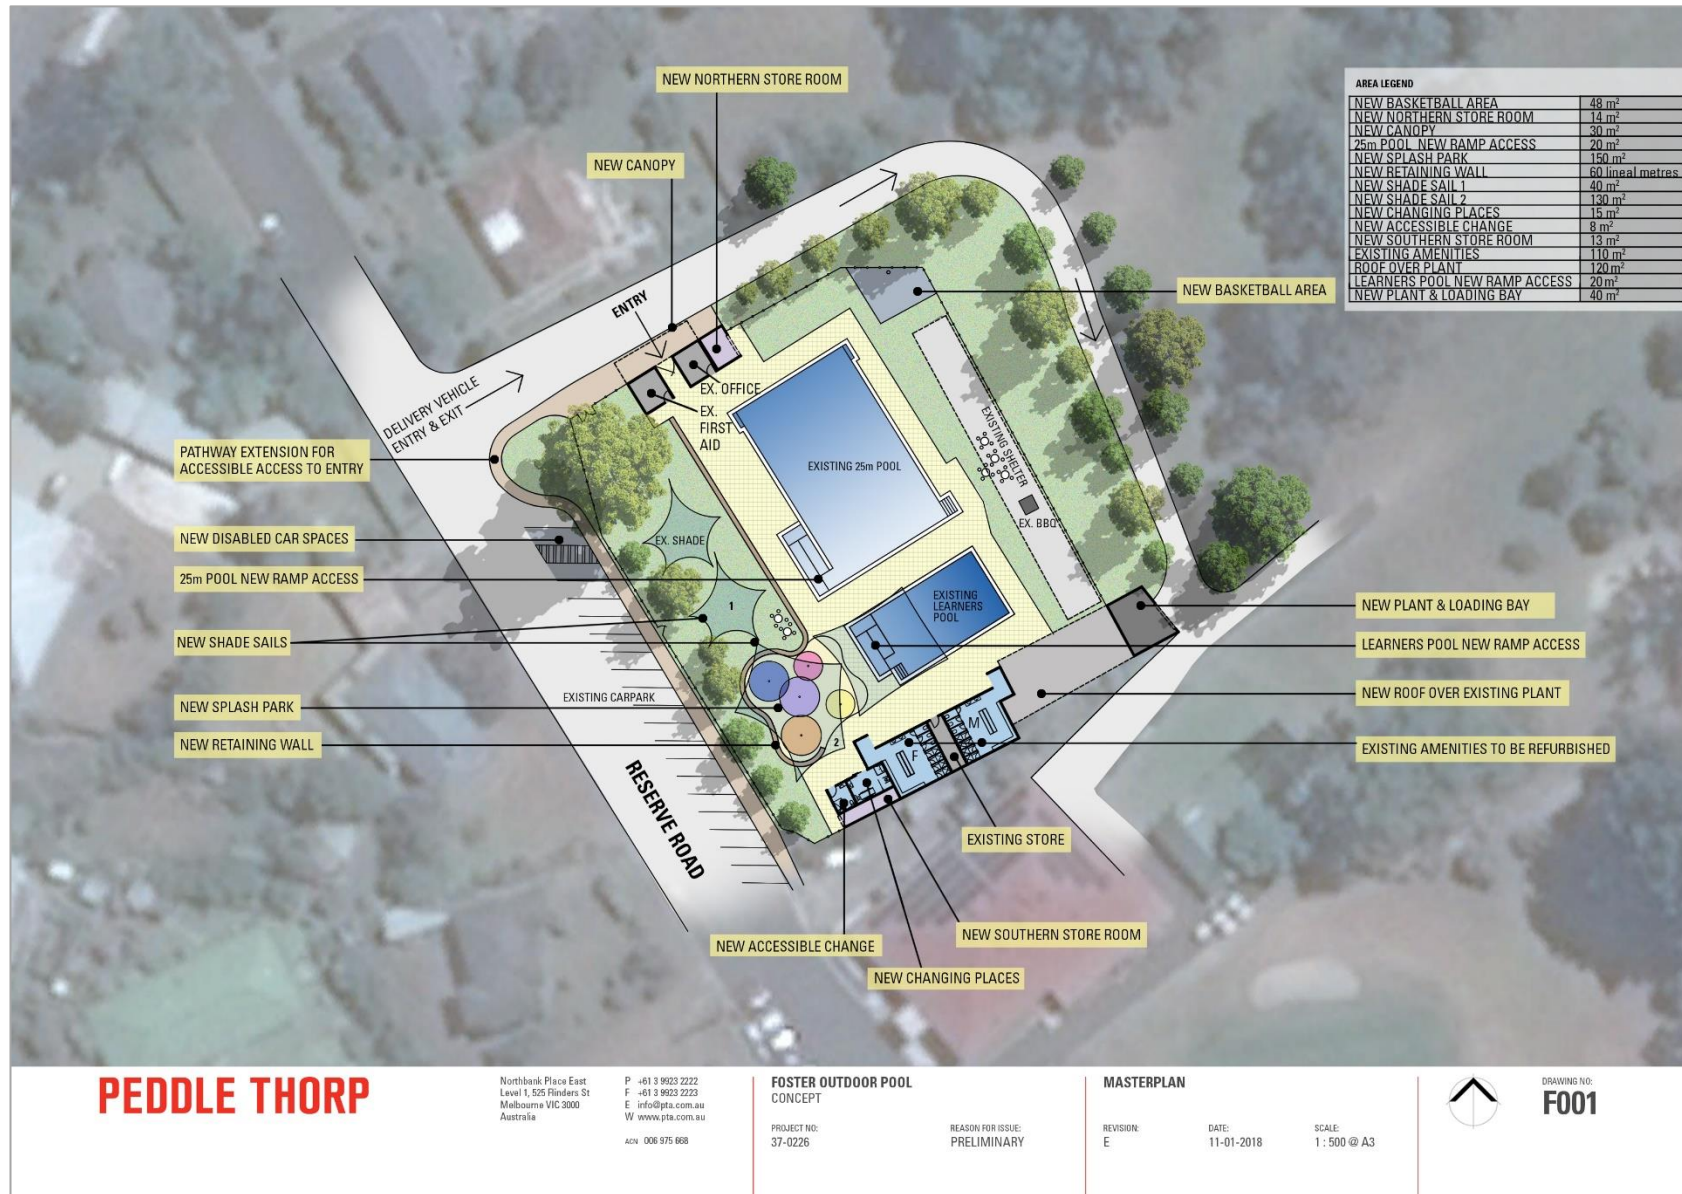 NEW NORTHERN STORE ROOM
NEW CANOPY
ENTRY
DELIVERY VEHICLE
ENTRY & EXIT
EX. OFFICE
EX.
FIRST
AID
PATHWAY EXTENSION FOR
ACCESSIBLE ACCESS TO ENTRY
NEW DISABLED CAR SPACES
25m POOL NEW RAMP ACCESS
NEW SHADE SAILS
NEW SPLASH PARK
NEW RETAINING WALL
EX. SHADE
1
2
EXISTING CARPARK
RESERVE ROAD
EXISTING 25m POOL
EXISTING
LEARNERS
POOL
EXISTING SHELTER
EX. BBQ
F
M
AREA LEGEND
NEW BASKETBALL AREA 48 m²
NEW NORTHERN STORE ROOM 14 m²
NEW CANOPY 30 m²
25m POOL NEW RAMP ACCESS 20 m²
NEW SPLASH PARK 150 m²
NEW RETAINING WALL 60 lineal metres
NEW SHADE SAIL 1 40 m²
NEW SHADE SAIL 2 130 m²
NEW CHANGING PLACES 15 m²
NEW ACCESSIBLE CHANGE 8 m²
NEW SOUTHERN STORE ROOM 13 m²
EXISTING AMENITIES 110 m²
ROOF OVER PLANT 120 m²
LEARNERS POOL NEW RAMP ACCESS 20 m²
NEW PLANT & LOADING BAY 40 m²
NEW BASKETBALL AREA
NEW PLANT & LOADING BAY
LEARNERS POOL NEW RAMP ACCESS
NEW ROOF OVER EXISTING PLANT
EXISTING AMENITIES TO BE REFURBISHED
EXISTING STORE
NEW SOUTHERN STORE ROOM
NEW ACCESSIBLE CHANGE
NEW CHANGING PLACES
PEDDLE THORP
Northbank Place East
Level 1, 525 Flinders St
Melbourne VIC 3000
Australia
P +61 3 9923 2222
F +61 3 9923 2223
E info@pta.com.au
W www.pta.com.au
ACN 006 975 668
FOSTER OUTDOOR POOL
CONCEPT
PROJECT NO:
37-0226
REASON FOR ISSUE:
PRELIMINARY
MASTERPLAN
REVISION:
E
DATE:
11-01-2018
SCALE:
1 : 500 @ A3
DRAWING NO:
F001